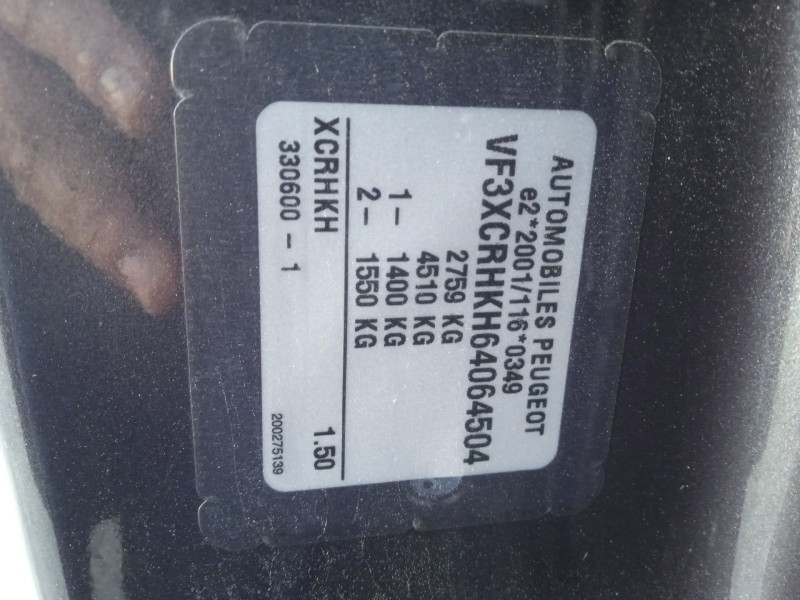 AUTOMOBILES PEUGEOT
e2*2001/116*0349
VF3XCRHKH64064504
2759 KG
4510 KG
1- 1400 KG
2- 1550 KG
XCRHKH 1.50
330600-1 200275139